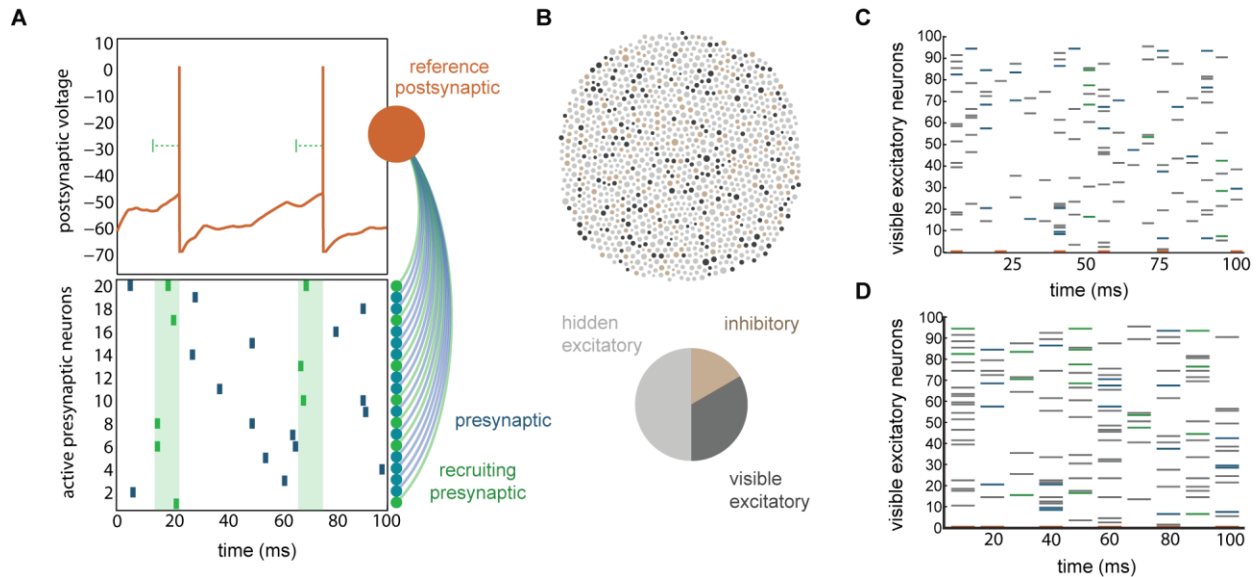 A
10
0
−10
−20
−30
−40
−50
−60
−70
postsynaptic voltage
reference
postsynaptic
20
18
16
14
12
10
8
6
4
2
active presynaptic neurons
0
20
40
60
80
100
time (ms)
presynaptic
recruiting
presynaptic
B
hidden
excitatory
inhibitory
visible
excitatory
C
100
90
80
70
60
50
40
30
20
10
0
visible excitatory neurons
25
50
75
100
time (ms)
D
100
90
80
70
60
50
40
30
20
10
0
visible excitatory neurons
20
40
60
80
100
time (ms)